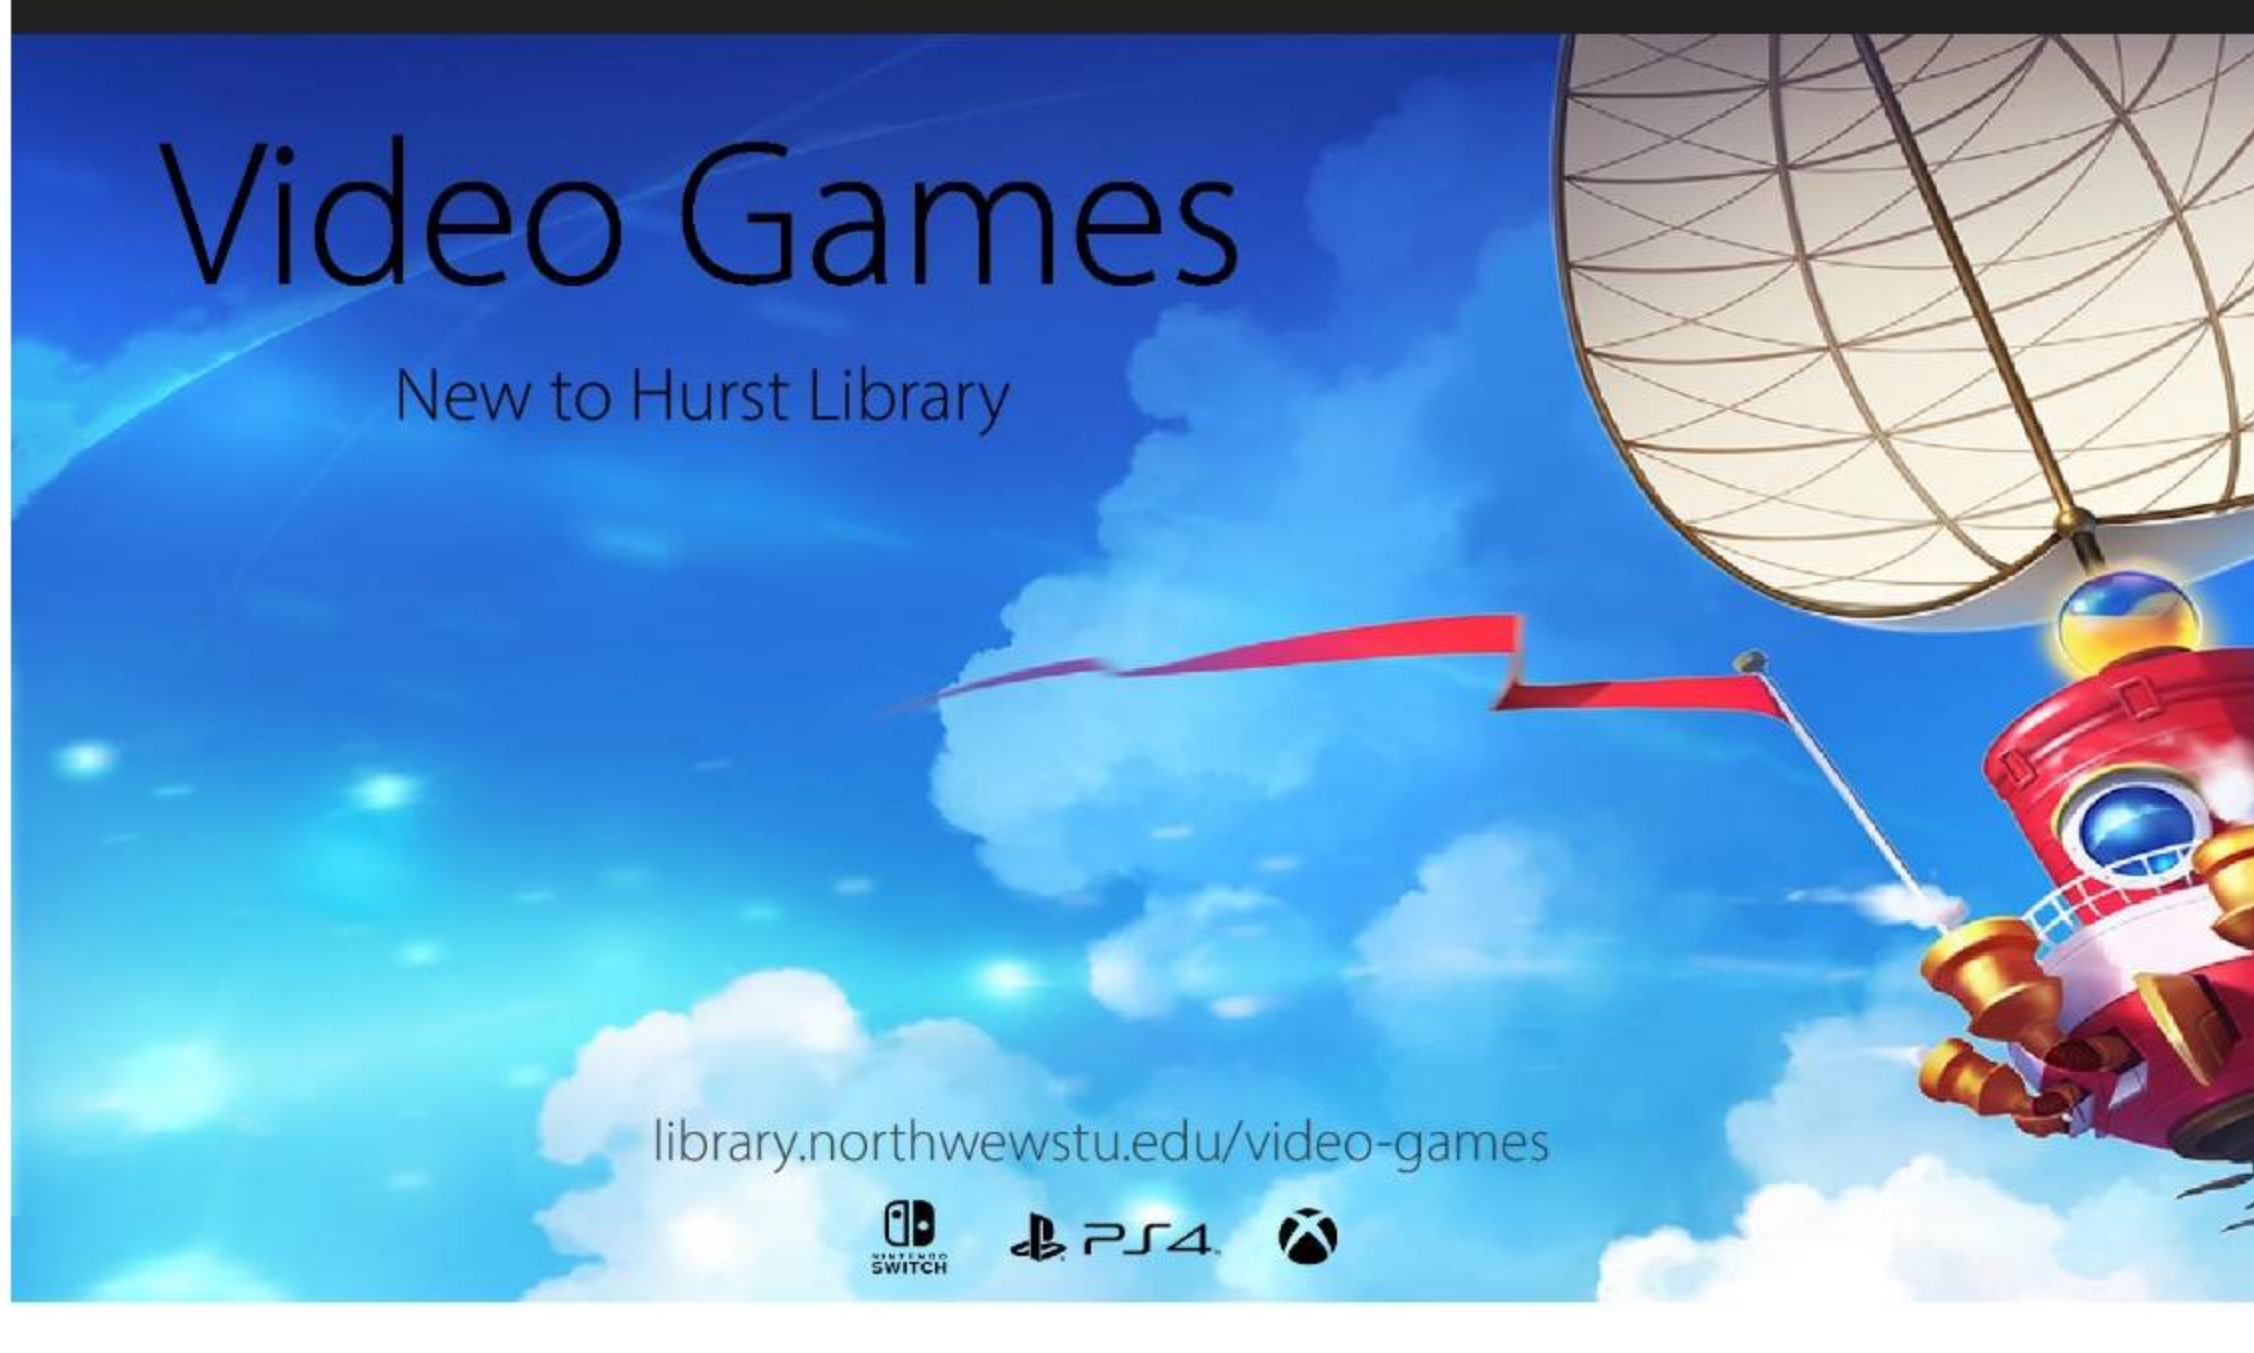 Video Games
New to Hurst Library
library.northwewstu.edu/video-games
NINTENDO
SWITCH
PS4